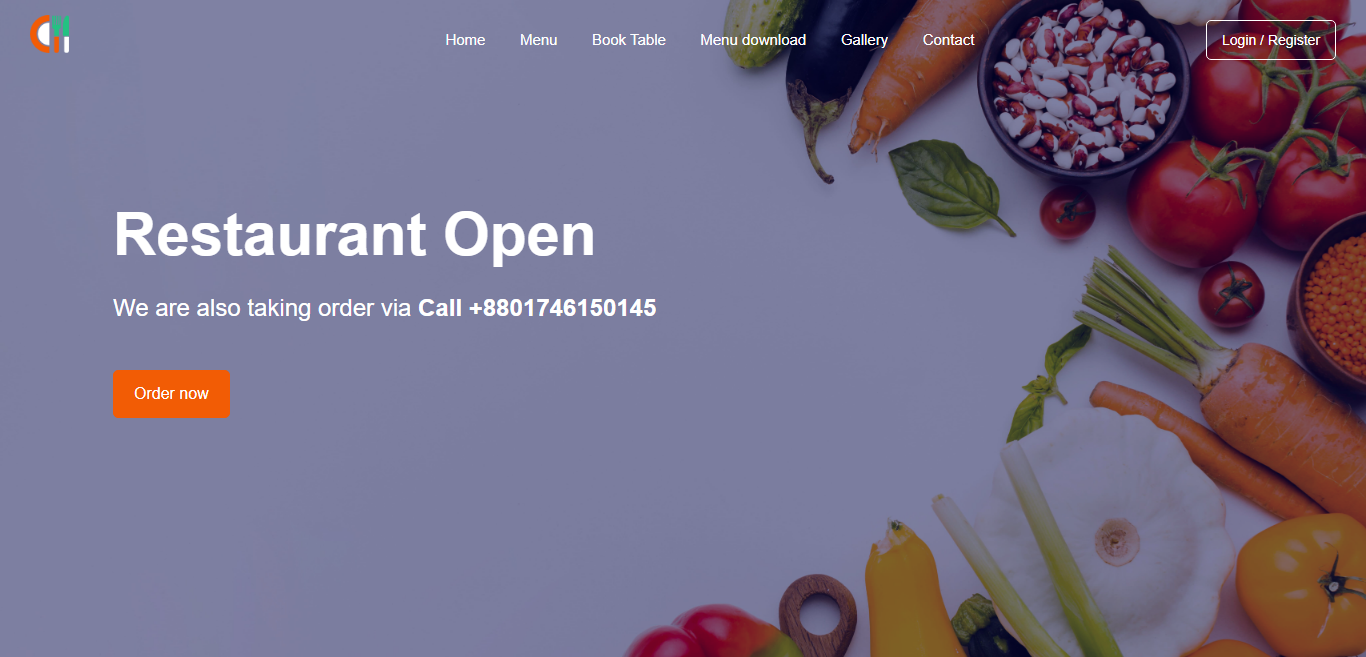 Home
Menu
Book Table
Menu download
Gallery
Contact
Login / Register
Restaurant Open
We are also taking order via Call +8801746150145
Order now